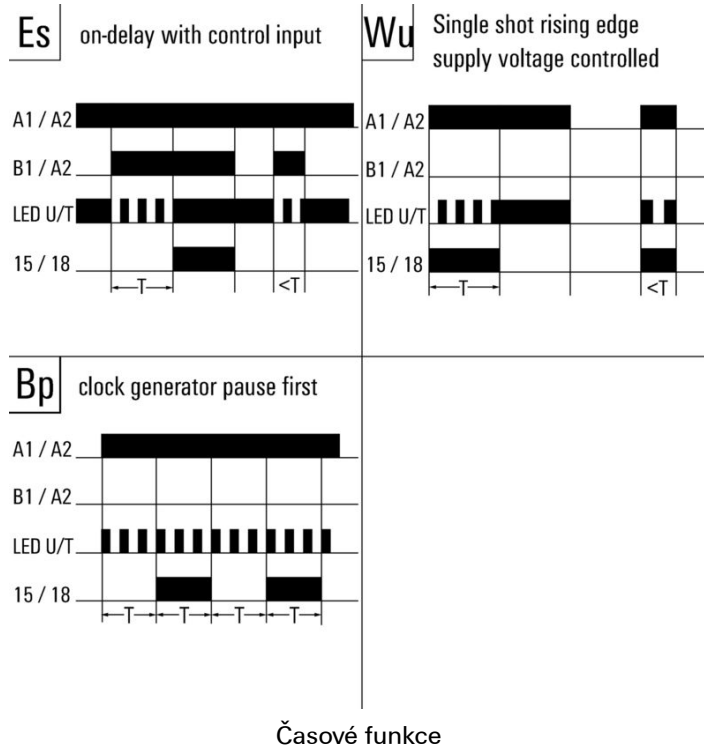 Es on-delay with control input
A1 / A2
B1 / A2
LED U/T
15 / 18
T
<T
Wu Single shot rising edge
supply voltage controlled
A1 / A2
B1 / A2
LED U/T
15 / 18
T
<T
Bp clock generator pause first
A1 / A2
B1 / A2
LED U/T
15 / 18
T T T T
Časové funkce